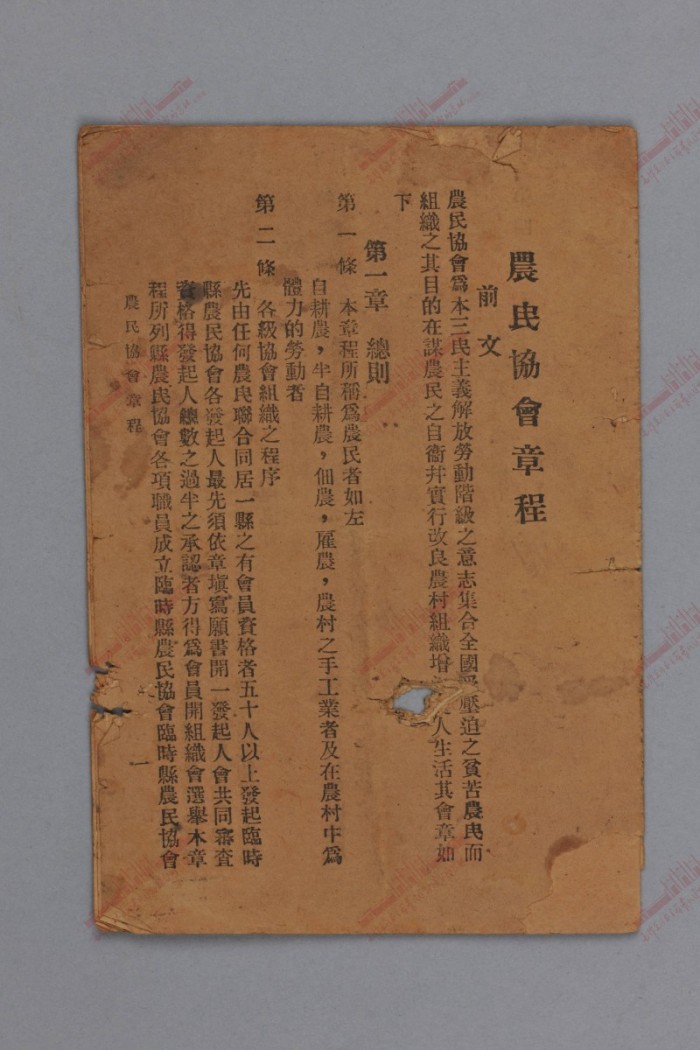 農民協會章程
前文
農民協會爲本三民主義解放勞動階級之意志集合全國受壓迫之貧苦農民而
組織之其目的在謀農民之自衞幷實行改良農村組織增人生活其會章如
下
第一章 總則
第一條 本章程所稱爲農民者如左
自耕農，半自耕農，佃農，雇農，農村之手工業者及在農村中爲
體力的勞動者
第二條 各級協會組織之程序
先由任何農民聯合同居一縣之有會員資格者五十人以上發起臨時
縣農民協會各發起人最先須依章塡寫願書開一發起人會共同審査
資格得發起人總數之過半之承認者方得爲會員開組織會選舉本章
程所列縣農民協會各項職員成立臨時縣農民協會臨時縣農民協會
農民協會章程
一